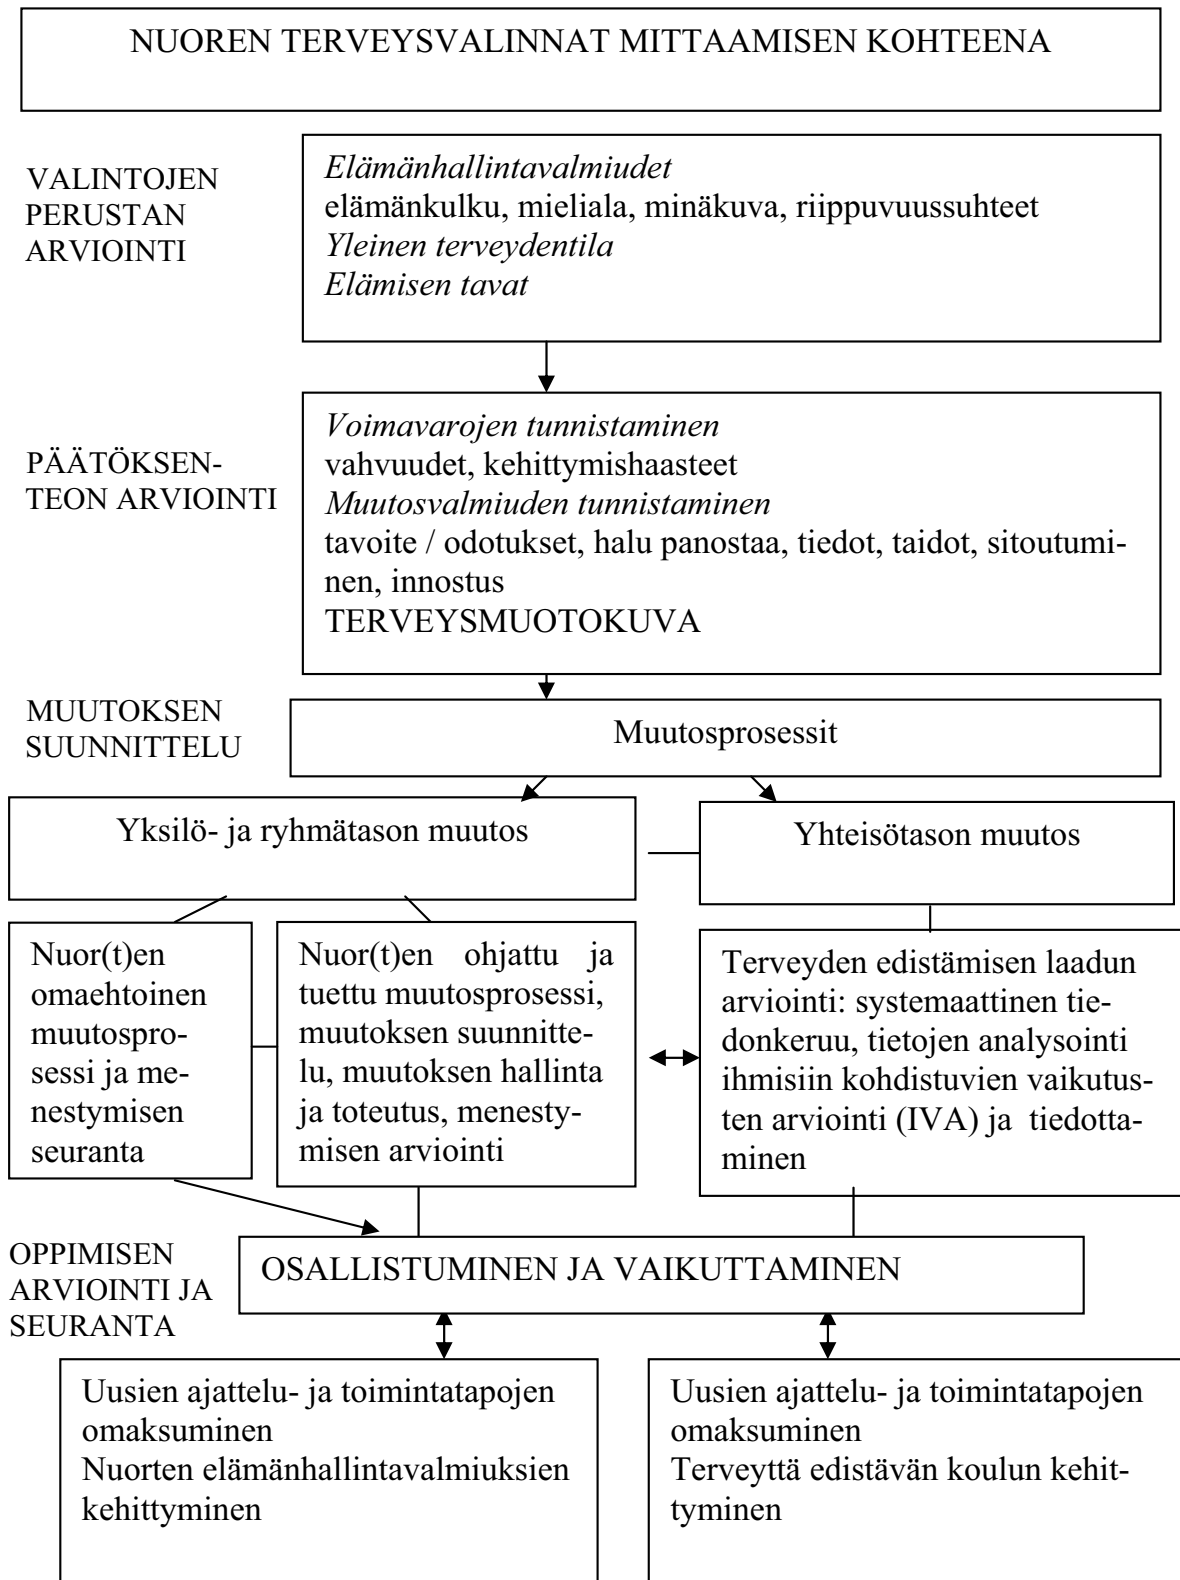 NUOREN TERVEYSVALINNAT MITTAAMISEN KOHTEENA
VALINTOJEN
PERUSTAN
ARVIOINTI
Elämänhallintavalmiudet
elämänkulku, mieliala, minäkuva, riippuvuussuhteet
Yleinen terveydentila
Elämisen tavat
PÄÄTÖKSEN-
TEON ARVIOINTI
Voimavarojen tunnistaminen
vahvuudet, kehittymishaasteet
Muutosvalmiuden tunnistaminen
tavoite / odotukset, halu panostaa, tiedot, taidot, sitoutumi-
nen, innostus
TERVEYSMUOTOKUVA
MUUTOKSEN
SUUNNITTELU
Muutosprosessit
Yksilö- ja ryhmätason muutos
Yhteisötason muutos
Nuor(t)en
omaehtoinen
muutospro-
sessi ja me-
nestymisen
seuranta
Nuor(t)en ohjattu ja
tuettu muutosprosessi,
muutoksen suunnitte-
lu, muutoksen hallinta
ja toteutus, menesty-
misen arviointi
Terveyden edistämisen laadun
arviointi: systemaattinen tie-
donkeruu, tietojen analysointi
ihmisiin kohdistuvien vaikutus-
ten arviointi (IVA) ja tiedotta-
minen
OPPIMISEN
ARVIOINTI JA
SEURANTA
OSALLISTUMINEN JA VAIKUTTAMINEN
Uusien ajattelu- ja toimintatapojen
omaksuminen
Nuorten elämänhallintavalmiuksien
kehittyminen
Uusien ajattelu- ja toimintatapojen
omaksuminen
Terveyttä edistävän koulun kehit-
tyminen